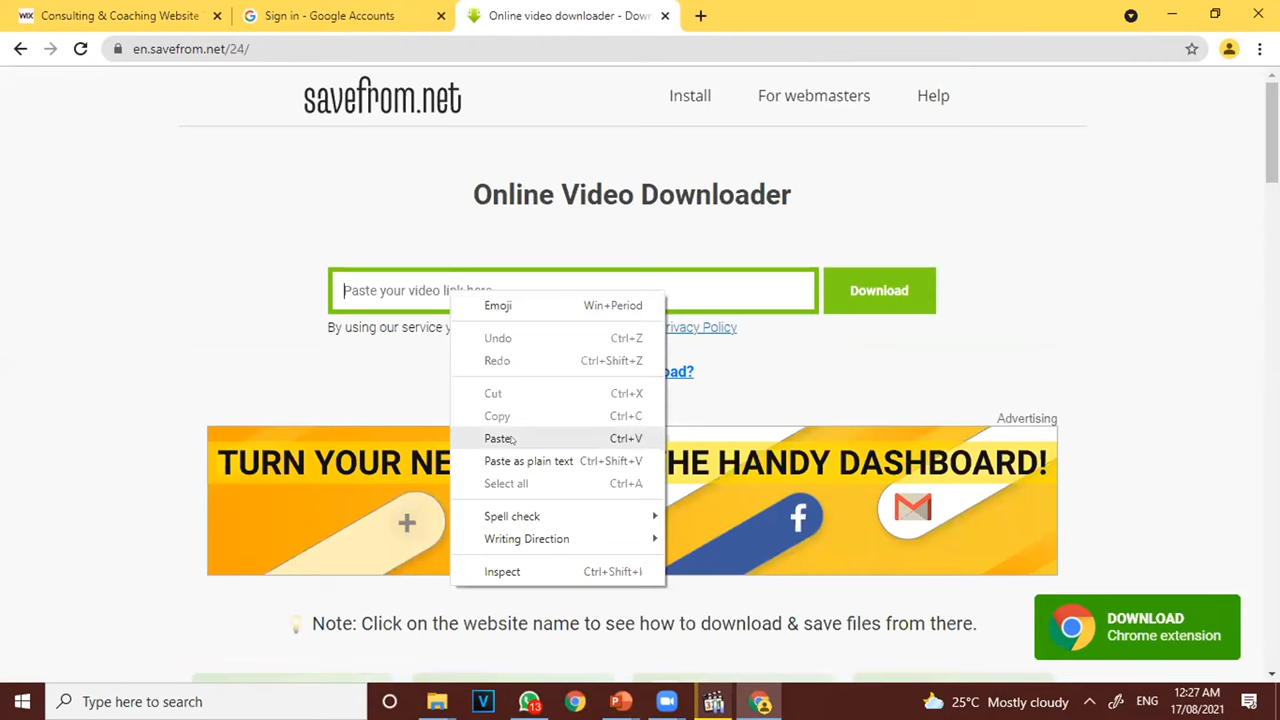 WIX Consulting & Coaching Website
Sign in - Google Accounts
Online video downloader - Down
en.savefrom.net/24/
savefrom.net
Install
For webmasters
Help
Online Video Downloader
Paste your video link here
Download
By using our service y
rivacy Policy
oad?
Emoji Win+Period
Undo Ctrl+Z
Redo Ctrl+Shift+Z
Cut Ctrl+X
Copy Ctrl+C
Paste Ctrl+V
Paste as plain text Ctrl+Shift+V
Select all Ctrl+A
Spell check
Writing Direction
Inspect Ctrl+Shift+I
Advertising
TURN YOUR NE
THE HANDY DASHBOARD!
Note: Click on the website name to see how to download & save files from there.
DOWNLOAD
Chrome extension
Type here to search
V
13
25°C Mostly cloudy
ENG
12:27 AM
17/08/2021